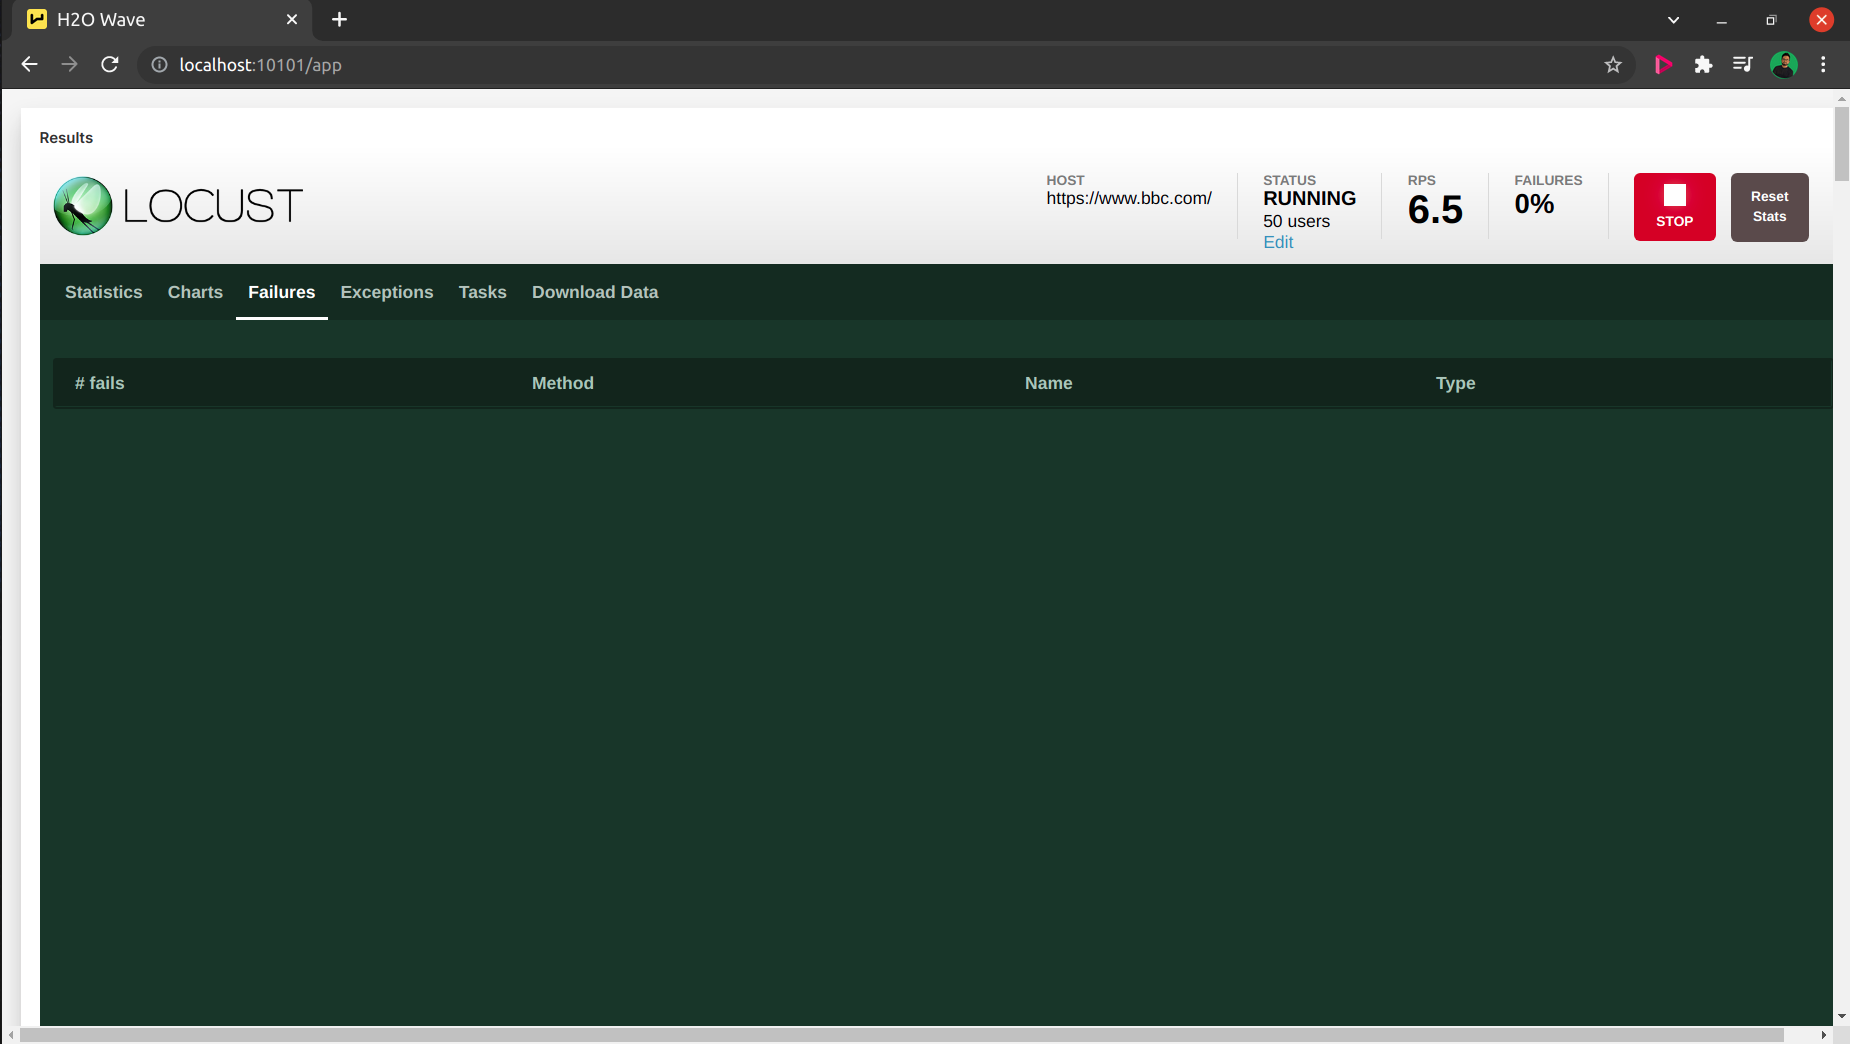 H2O Wave
localhost:10101/app
Results
LOCUST
HOST
https://www.bbc.com/
STATUS
RUNNING
50 users
Edit
RPS
6.5
FAILURES
0%
STOP
Reset
Stats
Statistics Charts Failures Exceptions Tasks Download Data
# fails Method Name Type